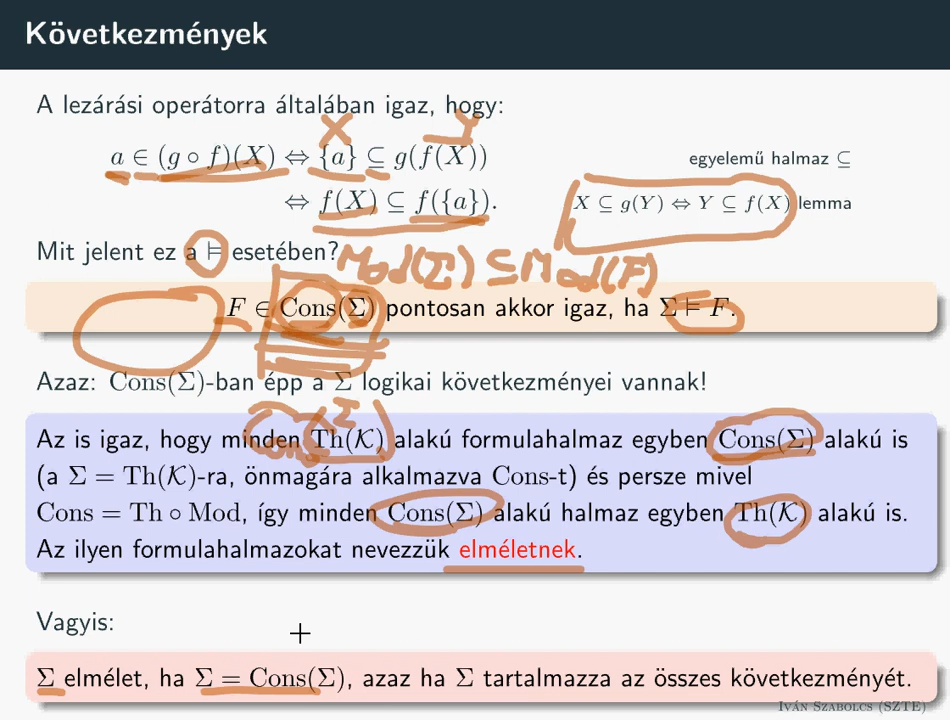 Következmények
A lezárási operátorra általában igaz, hogy:
X Y
a ∈ (g ∘ f)(X) ⇔ {a} ⊆ g(f(X)) egyelemű halmaz ⊆
⇔ f(X) ⊆ f({a}). X ⊆ g(Y) ⇔ Y ⊆ f(X) lemma
Mit jelent ez a ⊨ esetében? Mod(Σ) ⊆ Mod(F)
F ∈ Cons(Σ) pontosan akkor igaz, ha Σ ⊨ F.
Azaz: Cons(Σ)-ban épp a Σ logikai következményei vannak!
Az is igaz, hogy minden Th(𝒦) alakú formulahalmaz egyben Cons(Σ) alakú is
(a Σ = Th(𝒦)-ra, önmagára alkalmazva Cons-t) és persze mivel
Cons = Th ∘ Mod, így minden Cons(Σ) alakú halmaz egyben Th(𝒦) alakú is.
Az ilyen formulahalmazokat nevezzük elméletnek.
Vagyis:
Σ elmélet, ha Σ = Cons(Σ), azaz ha Σ tartalmazza az összes következményét.
Iván Szabolcs (SZTE)